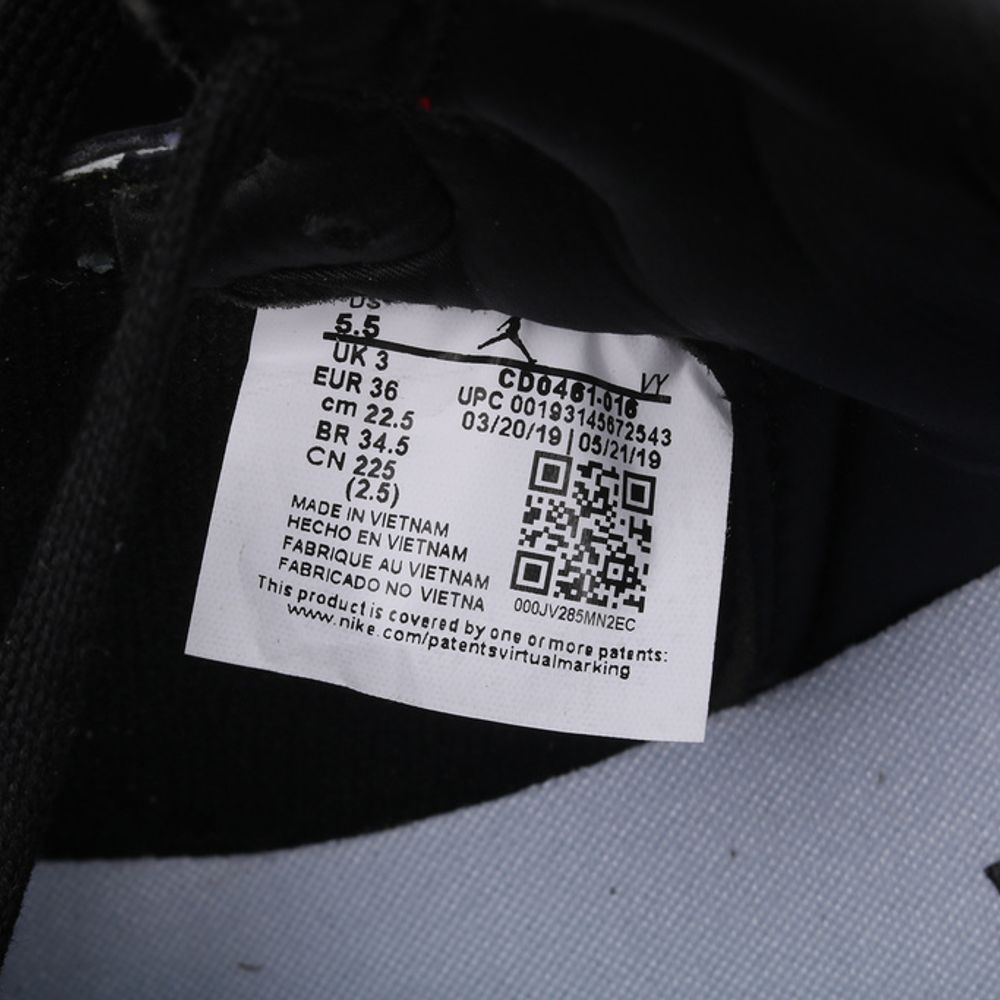 US
5.5
UK 3
EUR 36
cm 22.5
BR 34.5
CN 225
(2.5)
VY
CD0461-016
UPC 00193145672543
03/20/19 | 05/21/19
MADE IN VIETNAM
HECHO EN VIETNAM
FABRIQUE AU VIETNAM
FABRICADO NO VIETNA
000JV285MN2EC
This product is covered by one or more patents:
www.nike.com/patentsvirtualmarking